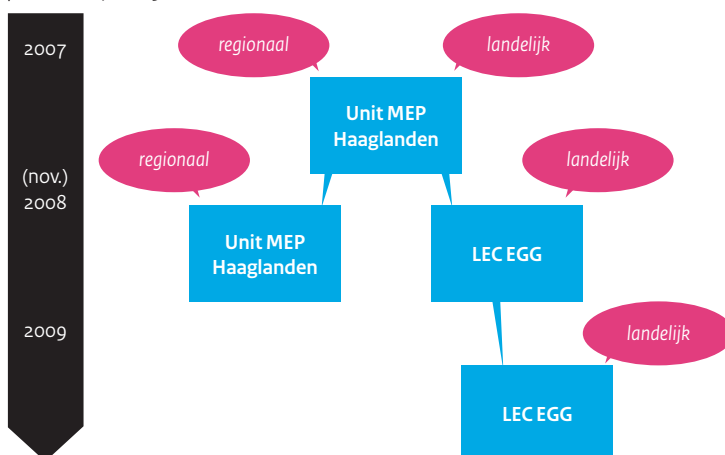 2007
regionaal
landelijk
Unit MEP
Haaglanden
regionaal
landelijk
(nov.)
2008
Unit MEP
Haaglanden
LEC EGG
2009
landelijk
LEC EGG